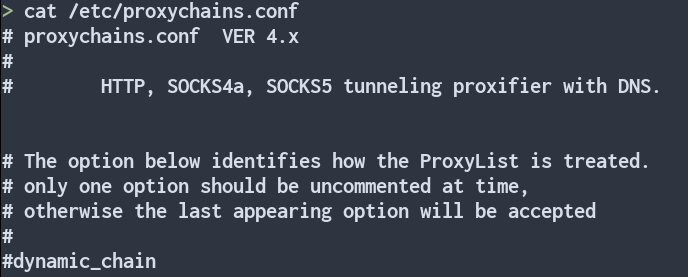 > cat /etc/proxychains.conf
# proxychains.conf  VER 4.x
#
#        HTTP, SOCKS4a, SOCKS5 tunneling proxifier with DNS.
# The option below identifies how the ProxyList is treated.
# only one option should be uncommented at time,
# otherwise the last appearing option will be accepted
#
#dynamic_chain